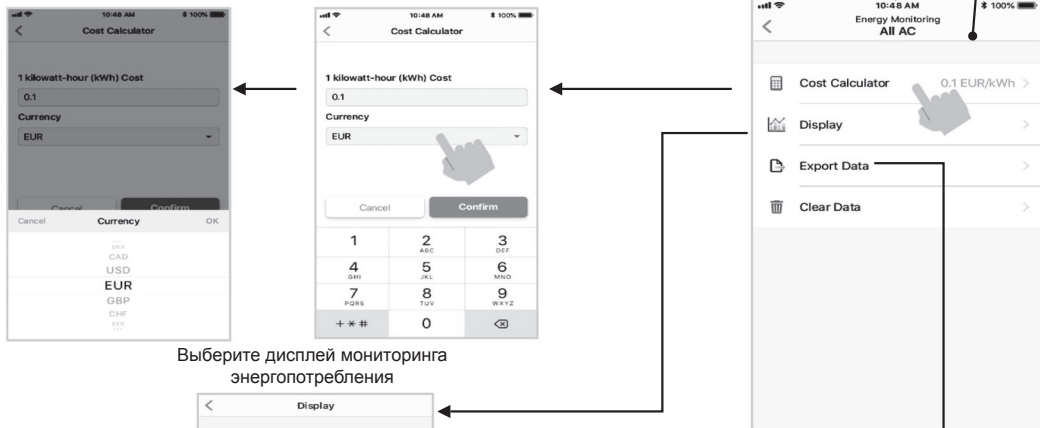 10:48 AM
100%
Cost Calculator
1 kilowatt-hour (kWh) Cost
0.1
Currency
EUR
Cancel
Confirm
Cancel
Currency
OK
CAD
USD
EUR
GBP
CHF
10:48 AM
100%
Cost Calculator
1 kilowatt-hour (kWh) Cost
0.1
Currency
EUR
Cancel
Confirm
1
2
ABC
3
DEF
4
GHI
5
JKL
6
MNO
7
PQRS
8
TUV
9
WXYZ
+ * #
0
10:48 AM
100%
Energy Monitoring
All AC
Cost Calculator
0.1 EUR/kWh
Display
Export Data
Clear Data
Выберите дисплей мониторинга
энергопотребления
Display